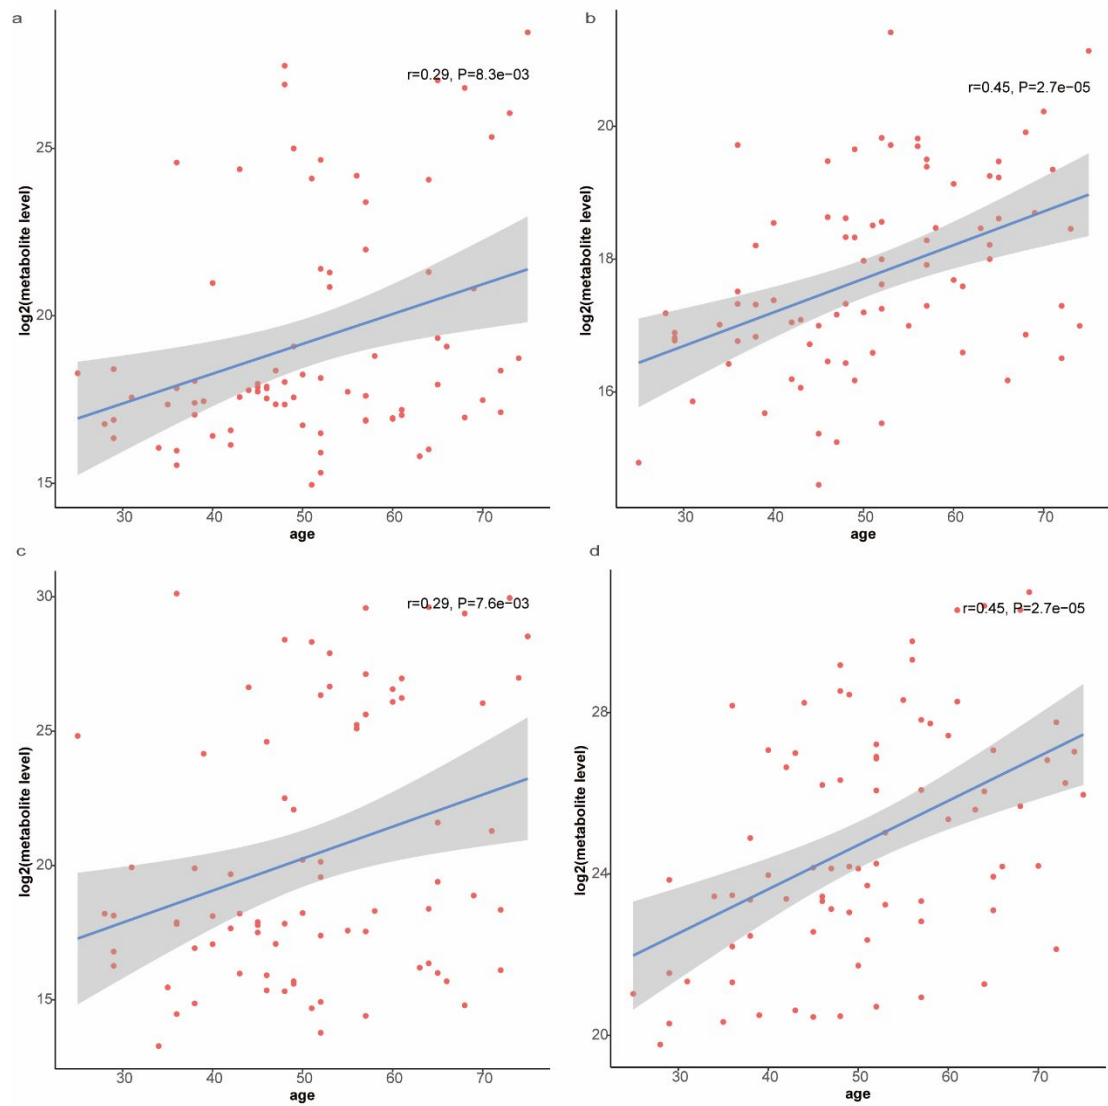 a
r=0.29, P=8.3e−03
log2(metabolite level)
25
20
15
30 40 50 60 70
age
b
r=0.45, P=2.7e−05
log2(metabolite level)
20
18
16
30 40 50 60 70
age
c
r=0.29, P=7.6e−03
log2(metabolite level)
30
25
20
15
30 40 50 60 70
age
d
r=0.45, P=2.7e−05
log2(metabolite level)
28
24
20
30 40 50 60 70
age